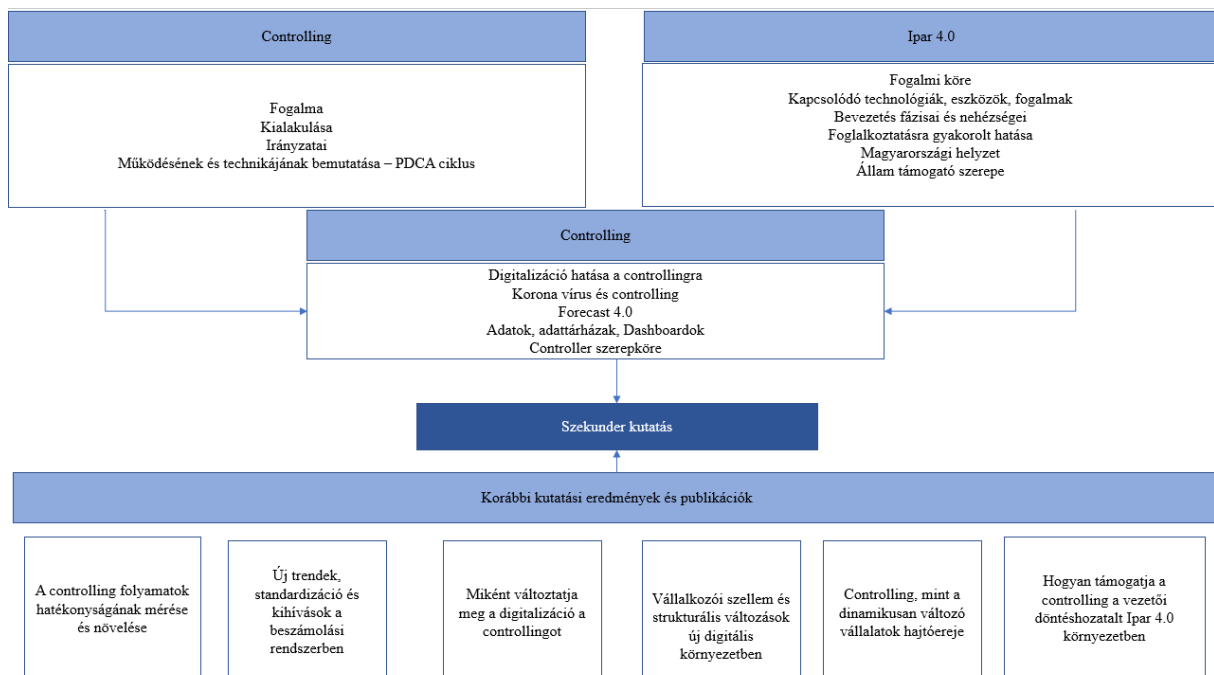 Controlling
Fogalma
Kialakulása
Irányzatai
Működésének és technikájának bemutatása – PDCA ciklus
Ipar 4.0
Fogalmi köre
Kapcsolódó technológiák, eszközök, fogalmak
Bevezetés fázisai és nehézségei
Foglalkoztatásra gyakorolt hatása
Magyarországi helyzet
Állam támogató szerepe
Controlling
Digitalizáció hatása a controllingra
Korona vírus és controlling
Forecast 4.0
Adatok, adattárházak, Dashboardok
Controller szerepköre
Szekunder kutatás
Korábbi kutatási eredmények és publikációk
A controlling folyamatok
hatékonyságának mérése
és növelése
Új trendek,
standardizáció és
kihívások a
beszámolási
rendszerben
Miként változtatja
meg a digitalizáció a
controllingot
Vállalkozói szellem és
strukturális változások
új digitális
környezetben
Controlling, mint a
dinamikusan változó
vállalatok hajtóereje
Hogyan támogatja a
controlling a vezetői
döntéshozatalt Ipar 4.0
környezetben